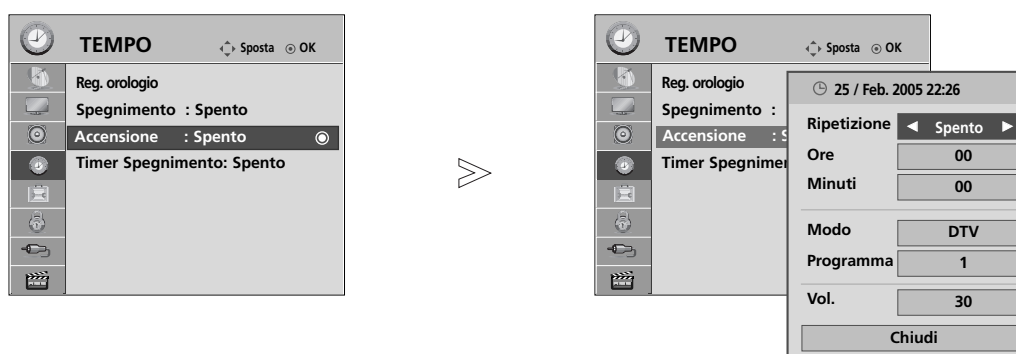 TEMPO Sposta OK
Reg. orologio
Spegnimento : Spento
Accensione : Spento
Timer Spegnimento: Spento
TEMPO Sposta OK
Reg. orologio
Spegnimento :
Accensione : S
Timer Spegnimen
25 / Feb. 2005 22:26
Ripetizione ◀ Spento ▶
Ore 00
Minuti 00
Modo DTV
Programma 1
Vol. 30
Chiudi